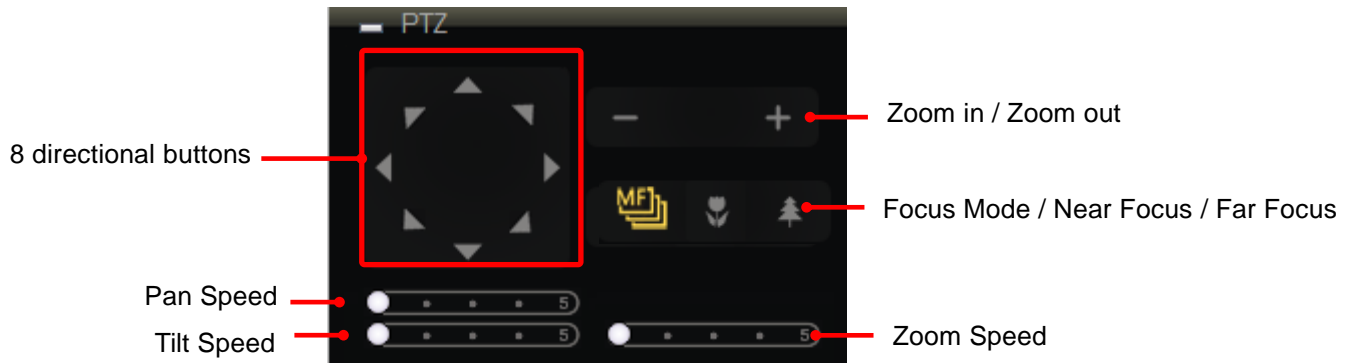 PTZ
Zoom in / Zoom out
8 directional buttons
MF
Focus Mode / Near Focus / Far Focus
Pan Speed
5
Tilt Speed
5
5
Zoom Speed